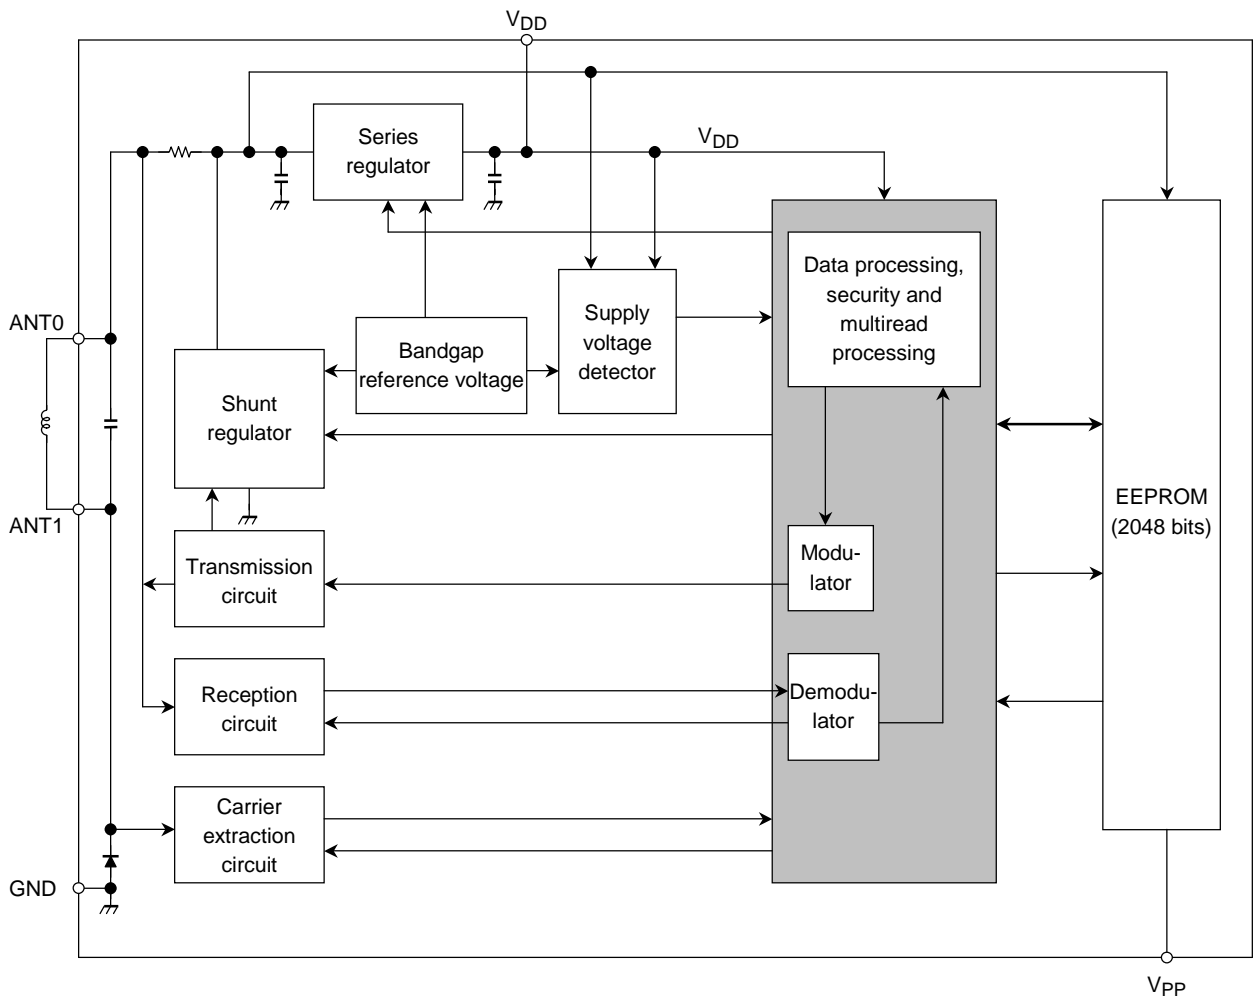 VDD
Series
regulator
VDD
Data processing,
security and
multiread
processing
ANT0
Supply
voltage
detector
Bandgap
reference voltage
Shunt
regulator
EEPROM
(2048 bits)
ANT1
Transmission
circuit
Modu-
lator
Reception
circuit
Demodu-
lator
Carrier
extraction
circuit
GND
VPP